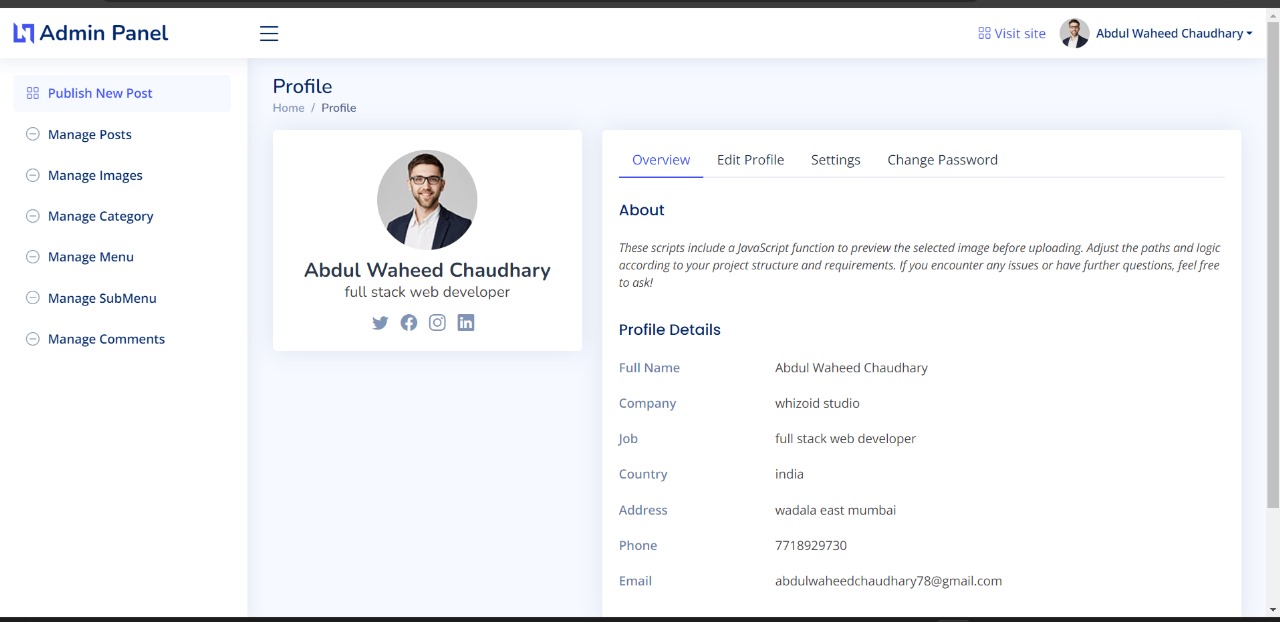 Admin Panel
Visit site
Abdul Waheed Chaudhary
Publish New Post
Manage Posts
Manage Images
Manage Category
Manage Menu
Manage SubMenu
Manage Comments
Profile
Home / Profile
Abdul Waheed Chaudhary
full stack web developer
Overview Edit Profile Settings Change Password
About
These scripts include a JavaScript function to preview the selected image before uploading. Adjust the paths and logic
according to your project structure and requirements. If you encounter any issues or have further questions, feel free
to ask!
Profile Details
Full Name Abdul Waheed Chaudhary
Company whizoid studio
Job full stack web developer
Country india
Address wadala east mumbai
Phone 7718929730
Email abdulwaheedchaudhary78@gmail.com